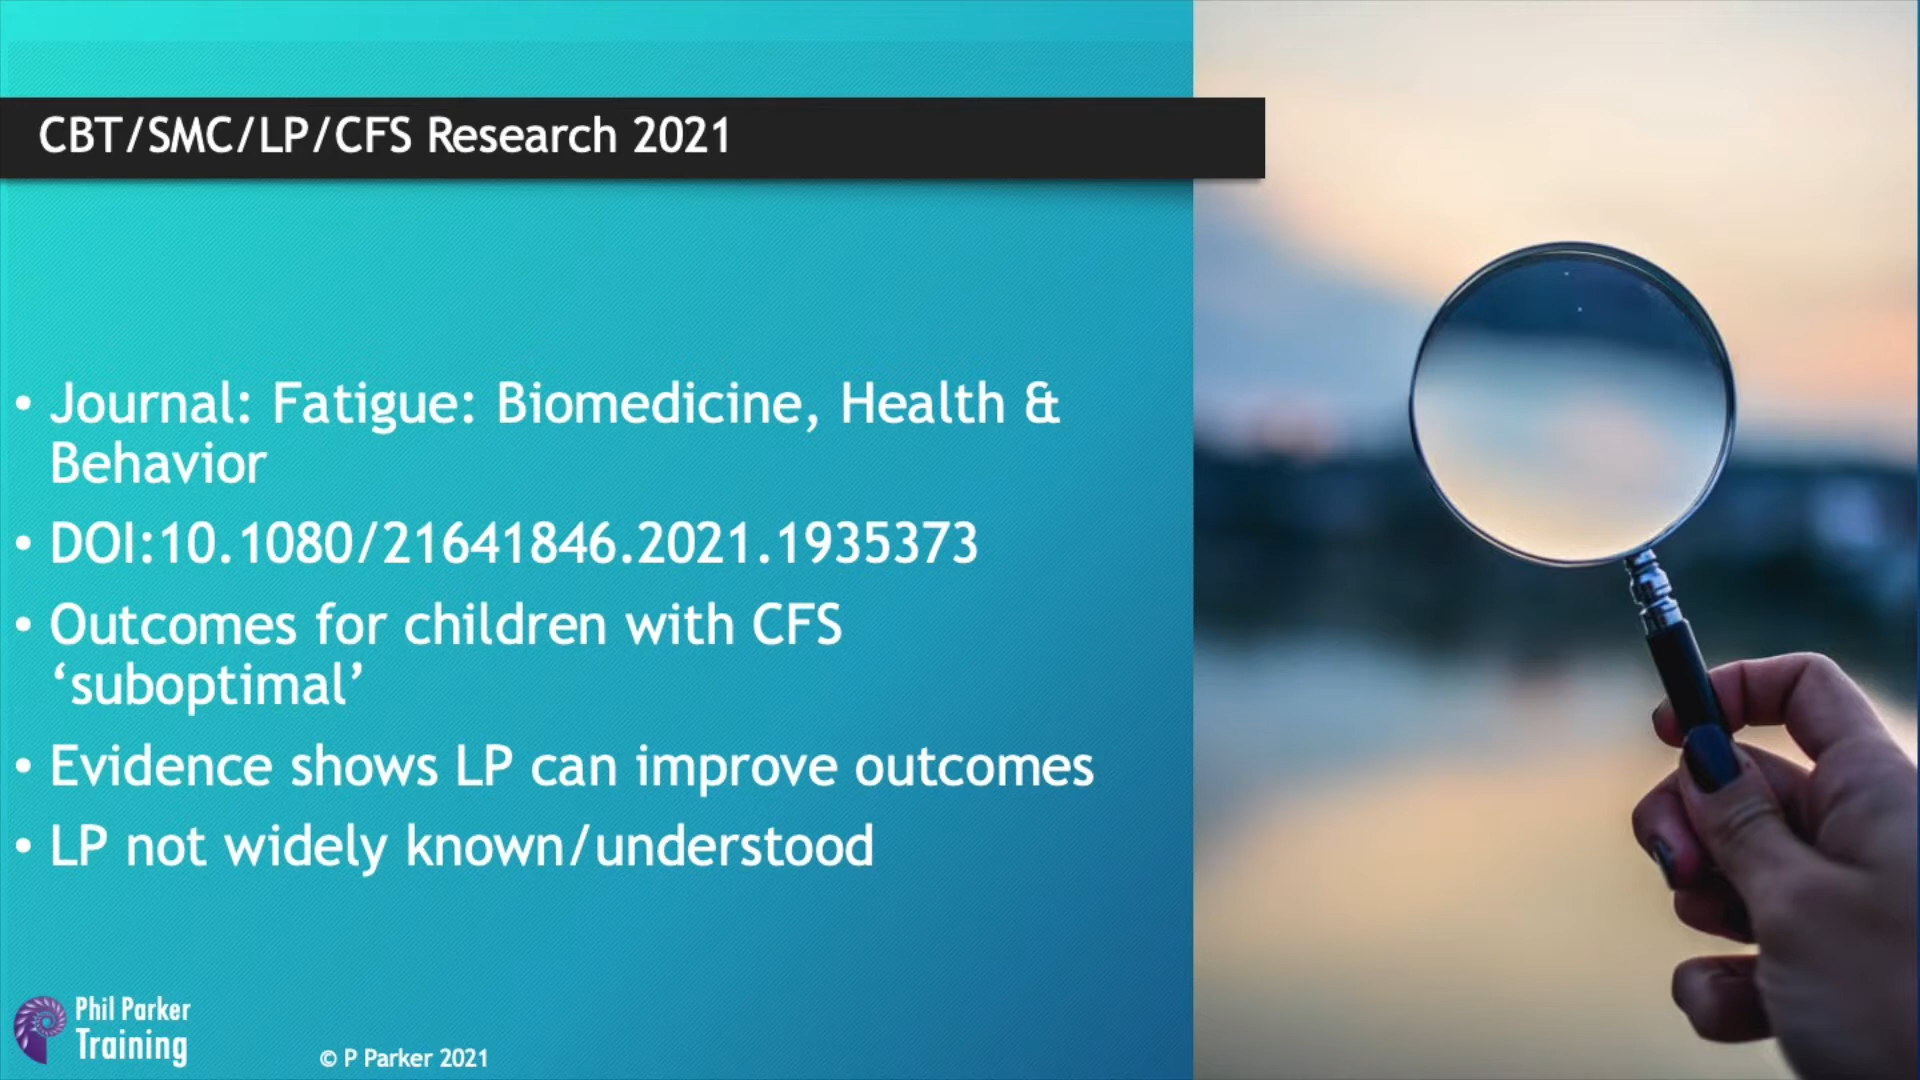 CBT/SMC/LP/CFS Research 2021
• Journal: Fatigue: Biomedicine, Health &
Behavior
• DOI:10.1080/21641846.2021.1935373
• Outcomes for children with CFS
‘suboptimal’
• Evidence shows LP can improve outcomes
• LP not widely known/understood
Phil Parker
Training
© P Parker 2021